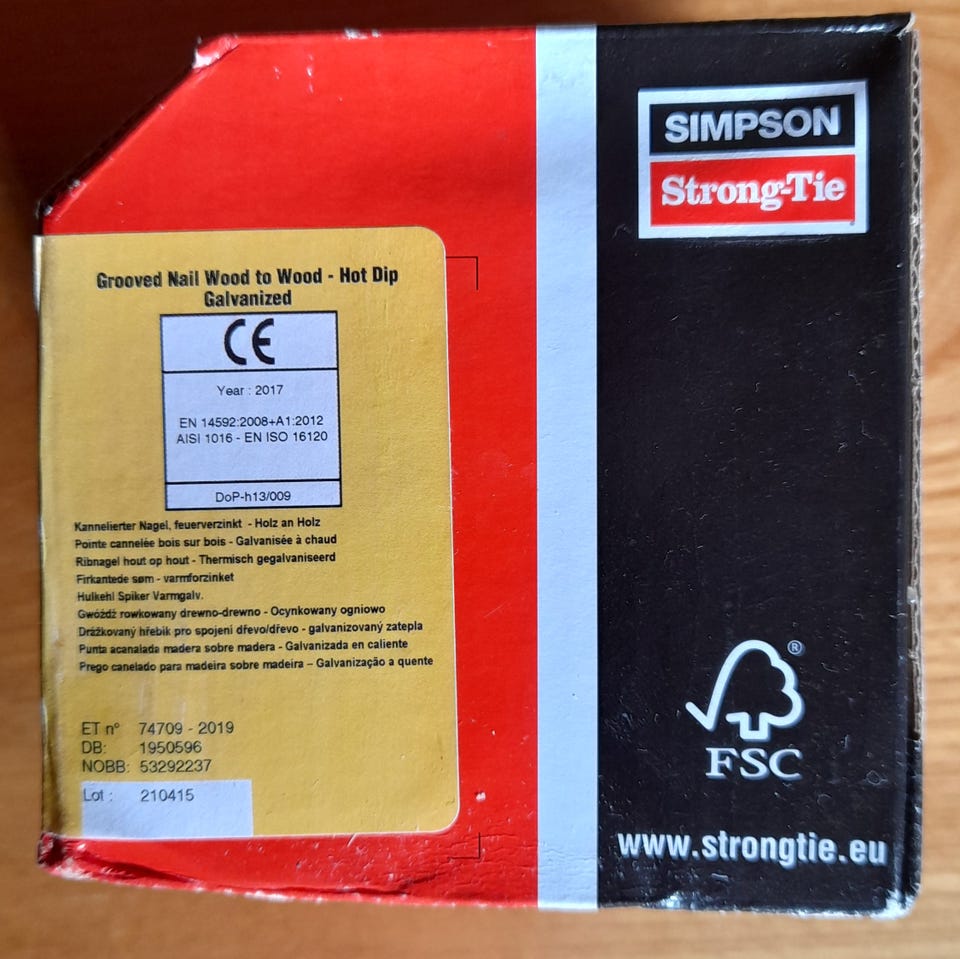 SIMPSON
Strong-Tie
Grooved Nail Wood to Wood - Hot Dip
Galvanized
CE
Year : 2017
EN 14592:2008+A1:2012
AISI 1016 - EN ISO 16120
DoP-h13/009
Kannelierter Nagel, feuerverzinkt - Holz an Holz
Pointe cannelée bois sur bois - Galvanisée à chaud
Ribnagel hout op hout - Thermisch gegalvaniseerd
Firkantede søm - varmforzinket
Hulkehl Spiker Varmgalv.
Gwóźdź rowkowany drewno-drewno - Ocynkowany ogniowo
Drážkovaný hřebík pro spojení dřevo/dřevo - galvanizovaný zatepla
Punta acanalada madera sobre madera - Galvanizada en caliente
Prego canelado para madeira sobre madeira – Galvanização a quente
ET n° 74709 - 2019
DB: 1950596
NOBB: 53292237
Lot : 210415
®
FSC
www.strongtie.eu